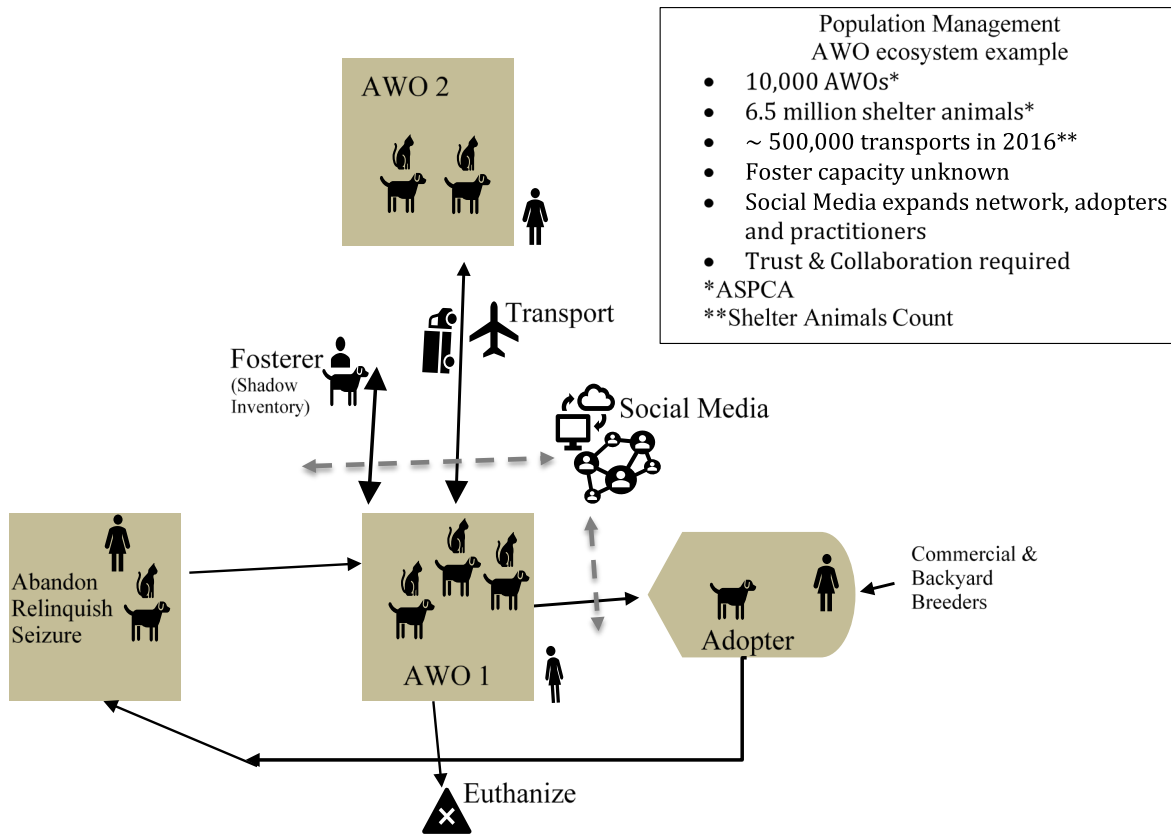 Population Management
AWO ecosystem example
• 10,000 AWOs*
• 6.5 million shelter animals*
• ~ 500,000 transports in 2016**
• Foster capacity unknown
• Social Media expands network, adopters
and practitioners
• Trust & Collaboration required
*ASPCA
**Shelter Animals Count
AWO 2
Transport
Fosterer
(Shadow
Inventory)
Social Media
Abandon
Relinquish
Seizure
AWO 1
Adopter
Commercial &
Backyard
Breeders
Euthanize